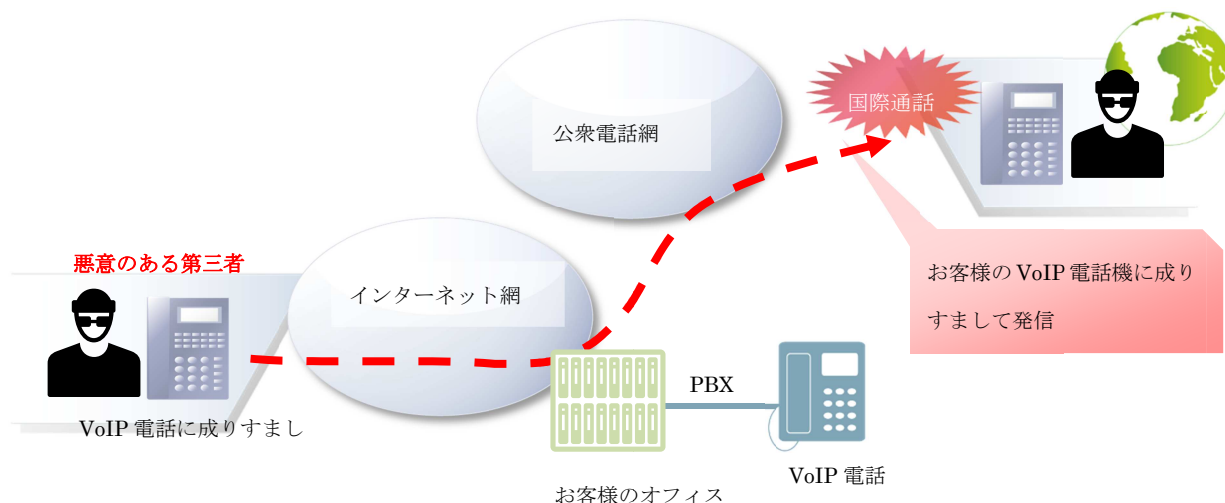 国際通話
公衆電話網
悪意のある第三者
インターネット網
お客様の VoIP 電話機に成り
すまして発信
PBX
VoIP 電話に成りすまし
VoIP 電話
お客様のオフィス